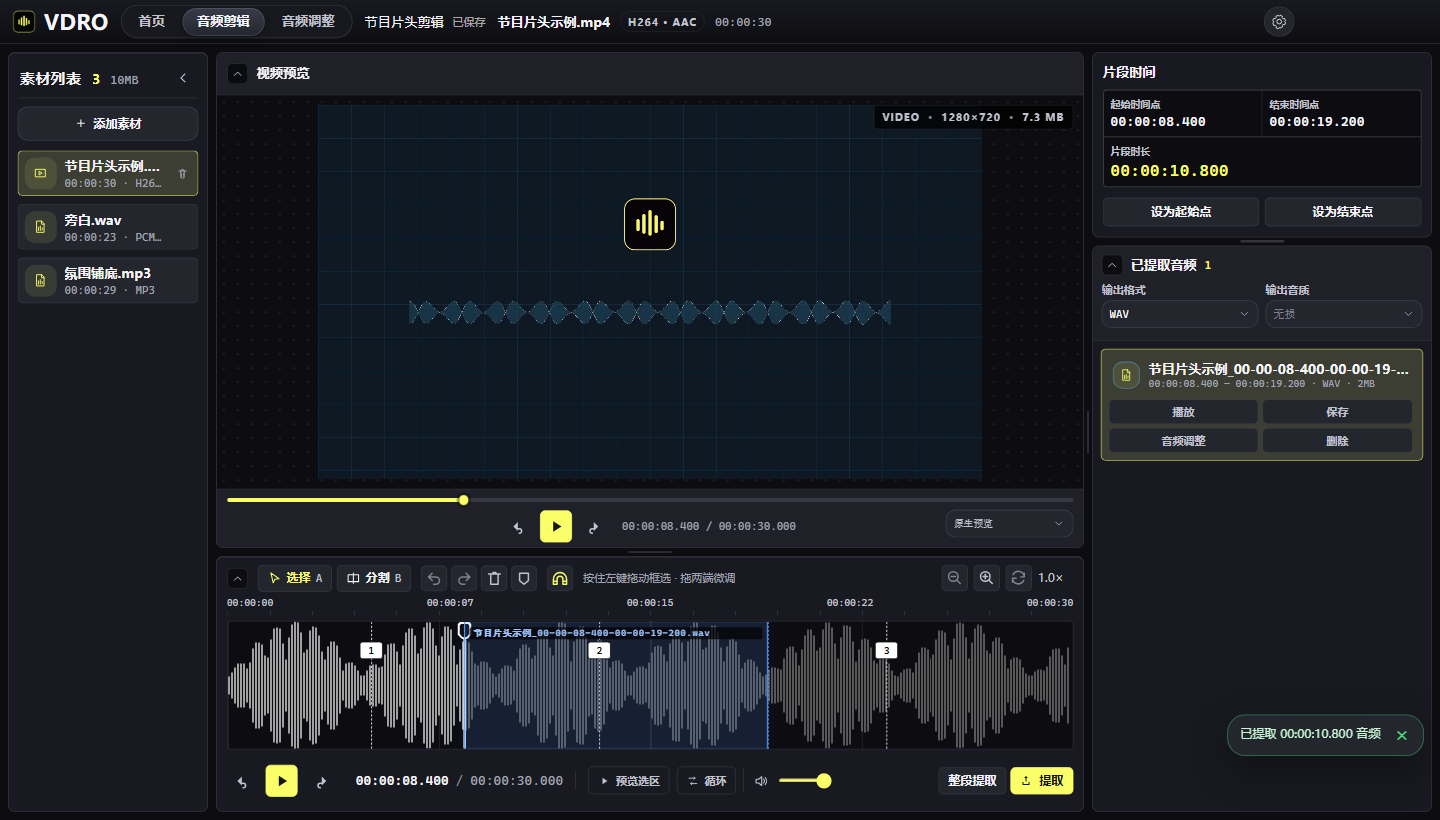 VDRO 首页 音频剪辑 音频调整 节目片头剪辑 已保存 节目片头示例.mp4 H264 • AAC 00:00:30
素材列表 3 10MB
+ 添加素材
节目片头示例....
00:00:30 · H26…
旁白.wav
00:00:23 · PCM…
氛围铺底.mp3
00:00:29 · MP3
视频预览
VIDEO • 1280×720 • 7.3 MB
00:00:08.400 / 00:00:30.000
原生预览
选择 A
分割 B
按住左键拖动框选 · 拖两端微调
1.0×
00:00:00 00:00:07 00:00:15 00:00:22 00:00:30
节目片头示例_00-00-08-400-00-00-19-200.wav
1 2 3
00:00:08.400 / 00:00:30.000
预览选区
循环
整段提取
提取
片段时间
起始时间点
00:00:08.400
结束时间点
00:00:19.200
片段时长
00:00:10.800
设为起始点
设为结束点
已提取音频 1
输出格式
WAV
输出音质
无损
节目片头示例_00-00-08-400-00-00-19-...
00:00:08.400 — 00:00:19.200 · WAV · 2MB
播放
保存
音频调整
删除
已提取 00:00:10.800 音频